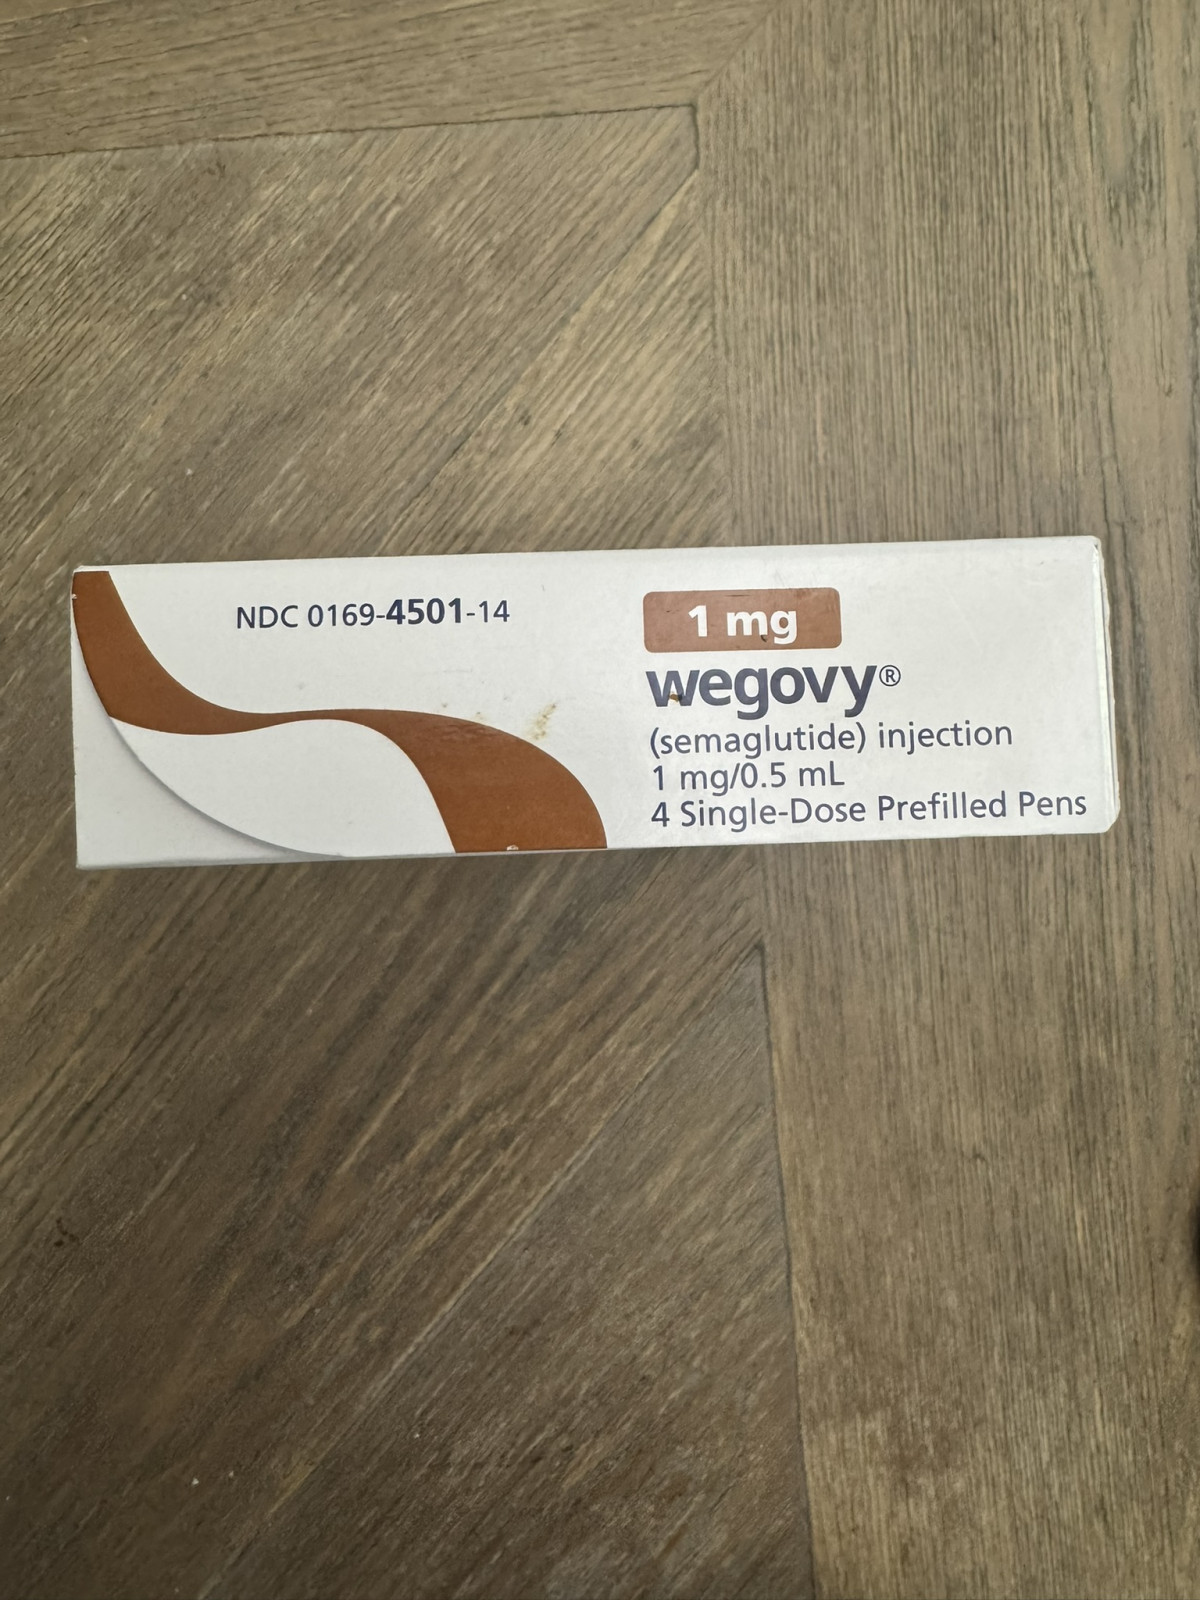 NDC 0169-4501-14
1 mg
wegovy®
(semaglutide) injection
1 mg/0.5 mL
4 Single-Dose Prefilled Pens